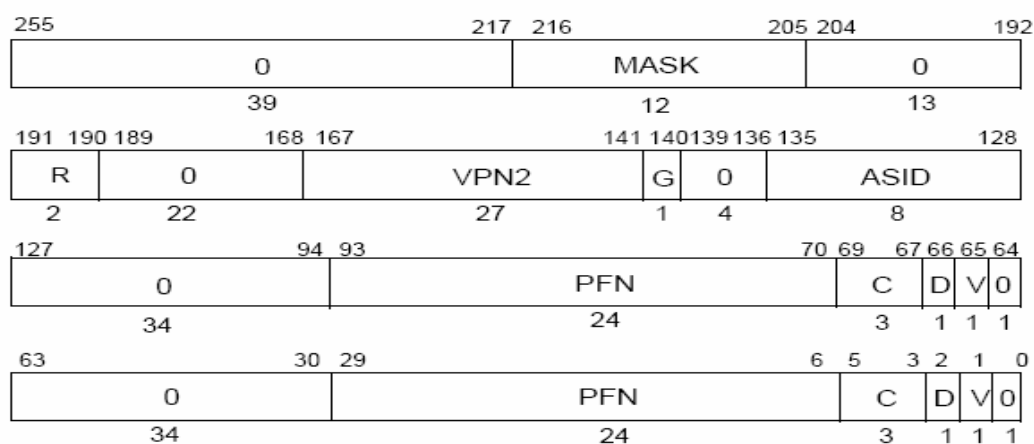 255 217 216 205 204 192
0 MASK 0
39 12 13
191 190 189 168 167 141 140 139 136 135 128
R 0 VPN2 G 0 ASID
2 22 27 1 4 8
127 94 93 70 69 67 66 65 64
0 PFN C D V 0
34 24 3 1 1 1
63 30 29 6 5 3 2 1 0
0 PFN C D V 0
34 24 3 1 1 1